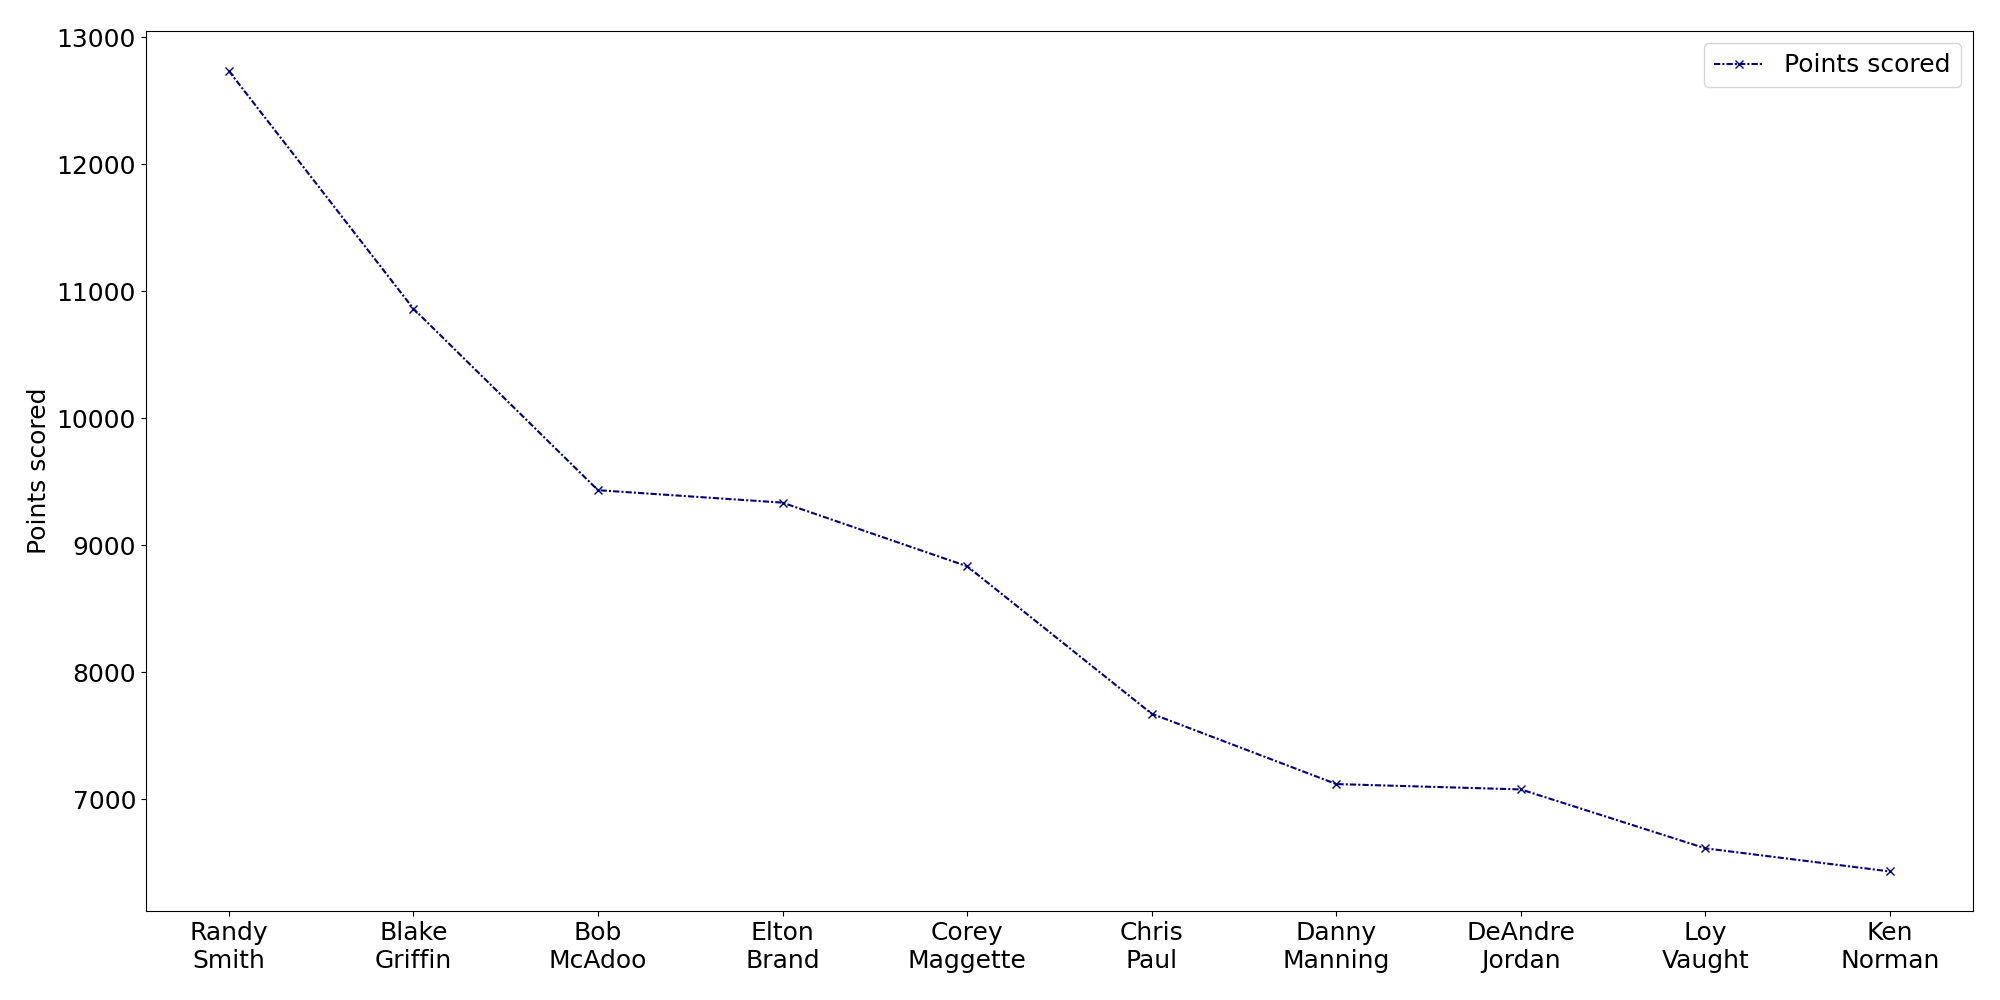 Points scored
13000
12000
11000
10000
9000
8000
7000
Points scored
Randy
Smith
Blake
Griffin
Bob
McAdoo
Elton
Brand
Corey
Maggette
Chris
Paul
Danny
Manning
DeAndre
Jordan
Loy
Vaught
Ken
Norman